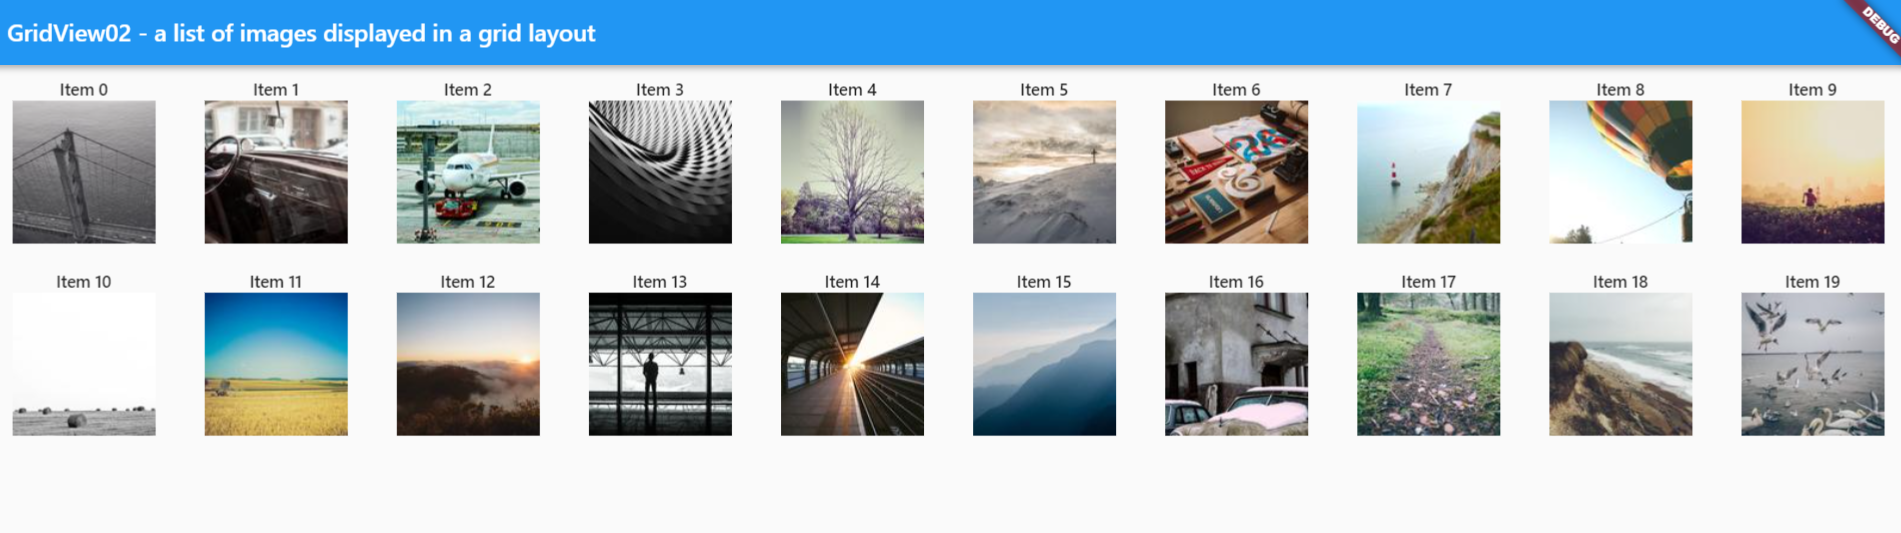 GridView02 - a list of images displayed in a grid layout
DEBUG
Item 0 Item 1 Item 2 Item 3 Item 4 Item 5 Item 6 Item 7 Item 8 Item 9
Item 10 Item 11 Item 12 Item 13 Item 14 Item 15 Item 16 Item 17 Item 18 Item 19